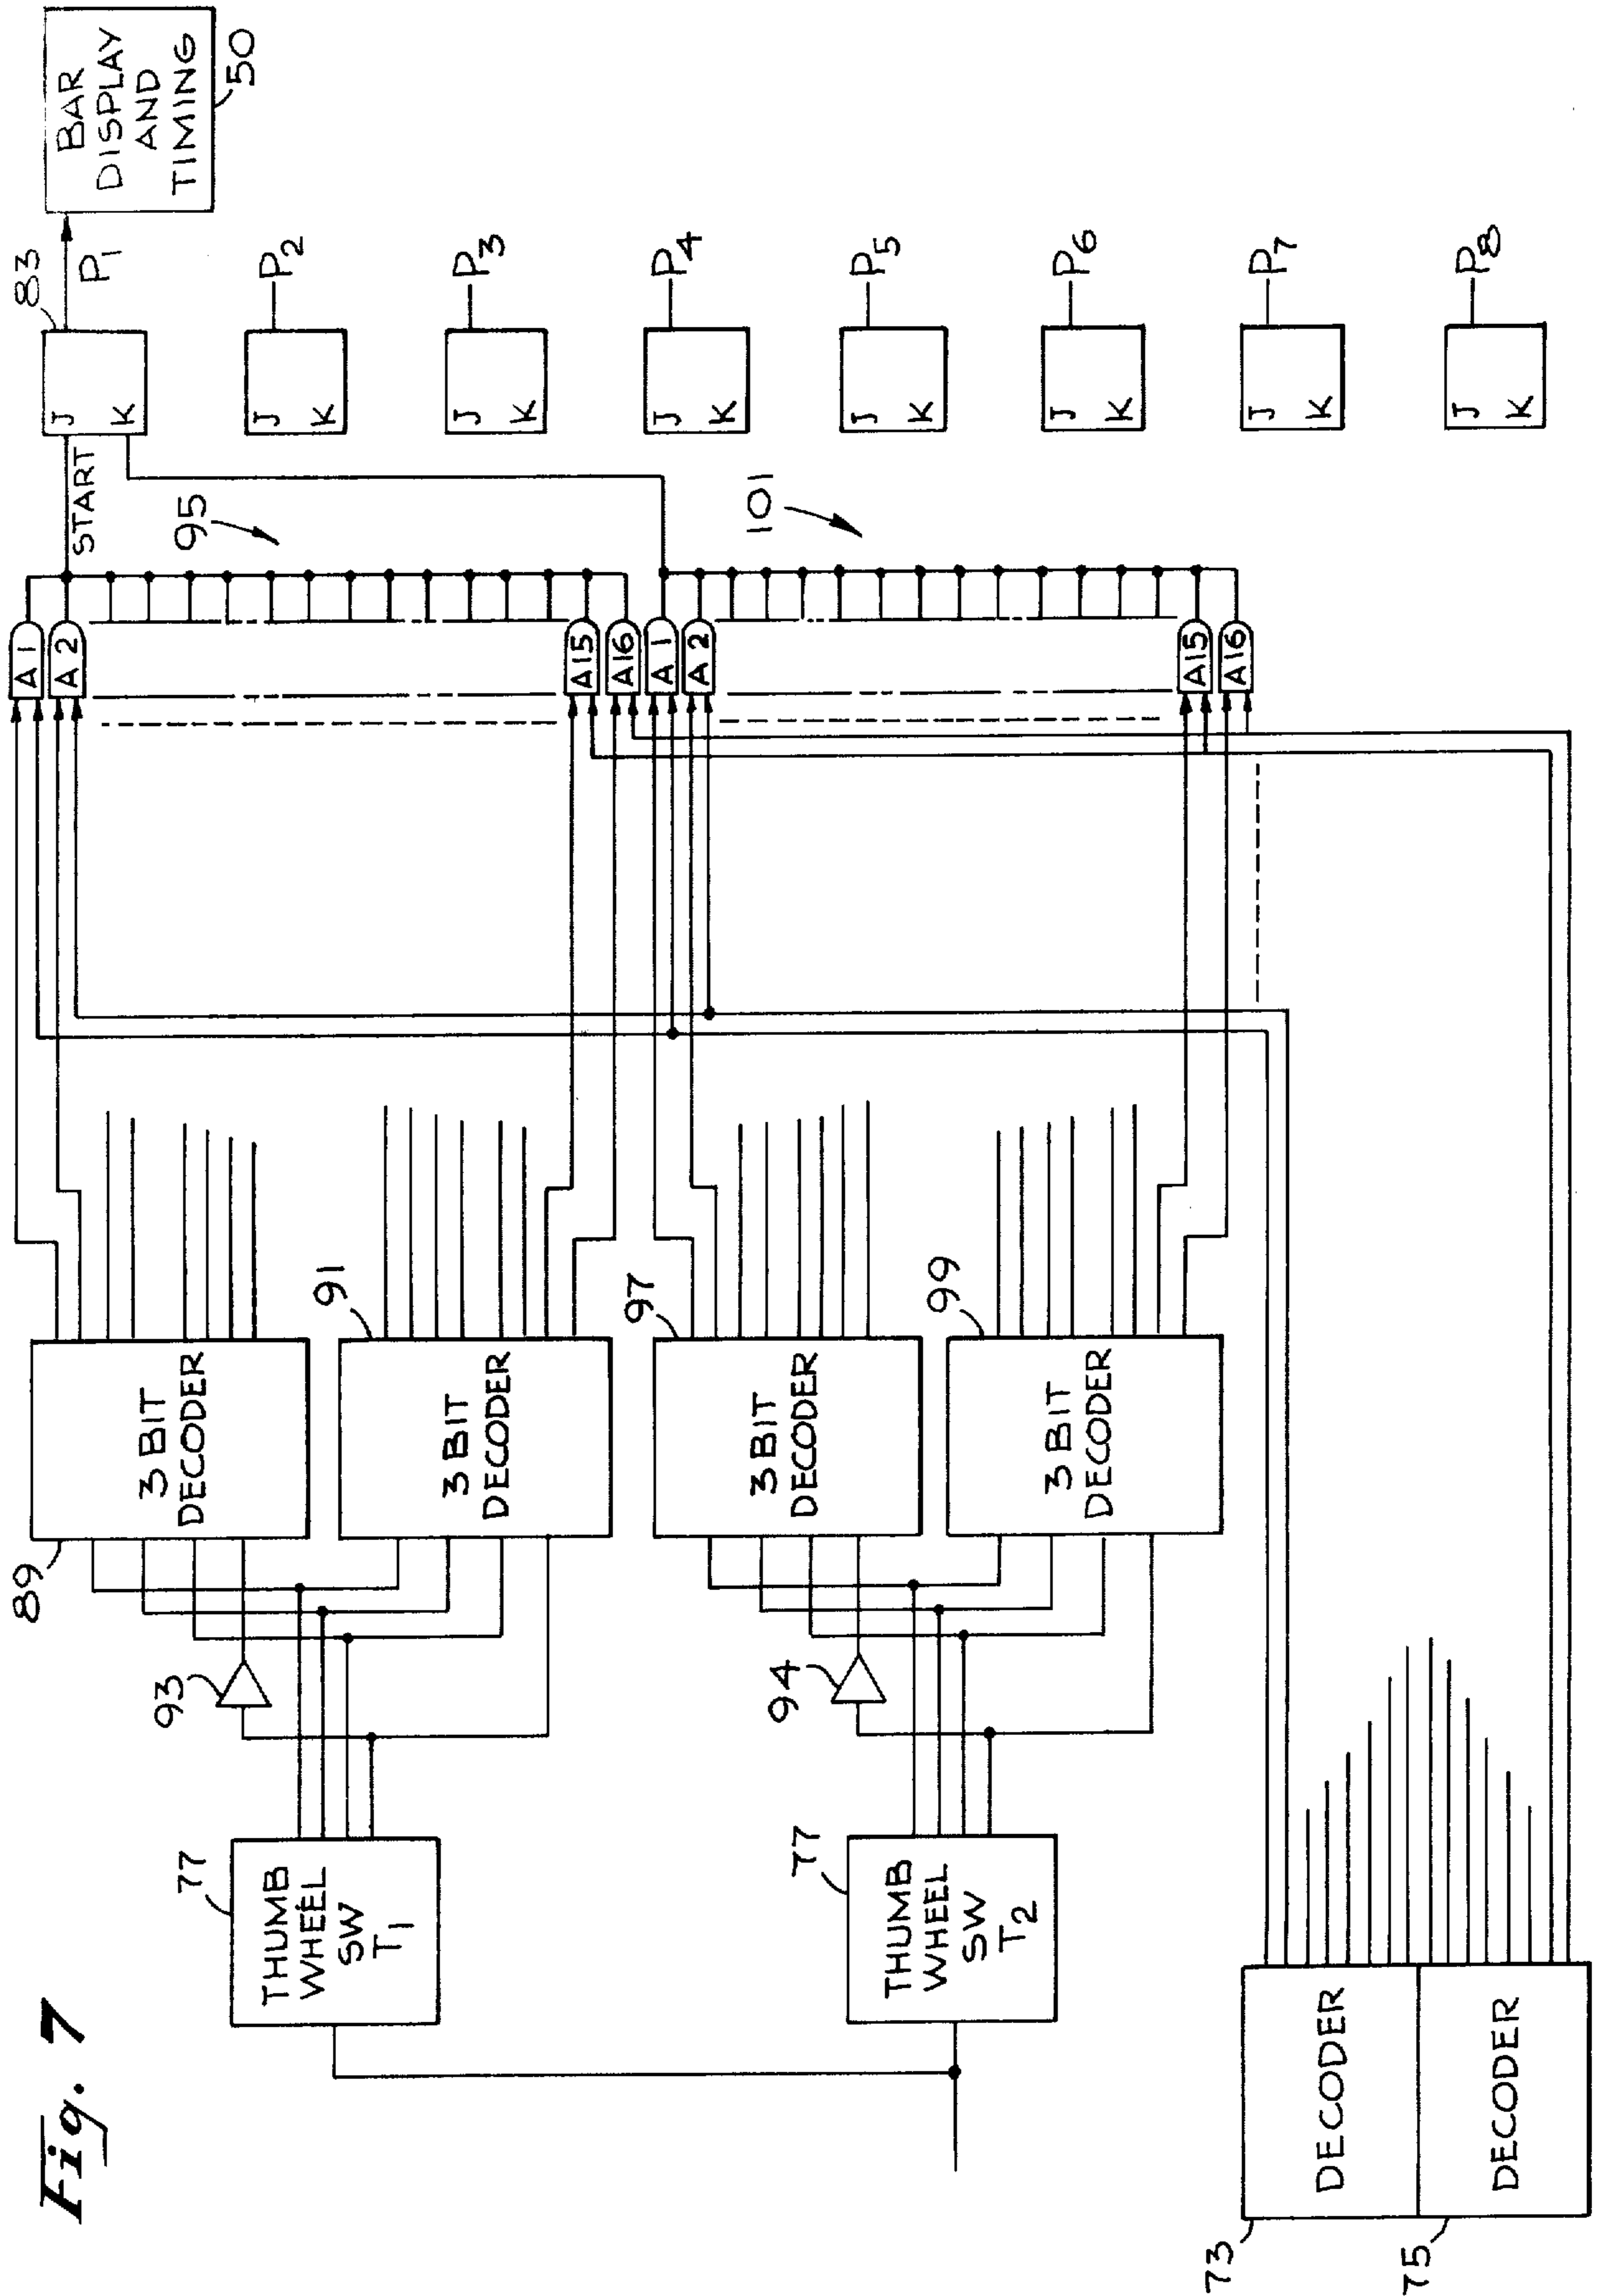 Fig. 7
BAR
DISPLAY
AND
TIMING
50
83
P1
J
K
START
95
J
K
P2
J
K
P3
J
K
P4
J
K
P5
J
K
P6
J
K
P7
J
K
P8
101
A1
A2
A15
A16
A1
A2
A15
A16
89
3 BIT
DECODER
91
3 BIT
DECODER
97
3 BIT
DECODER
99
3 BIT
DECODER
93
94
77
THUMB
WHEEL
SW
T1
77
THUMB
WHEEL
SW
T2
73
DECODER
75
DECODER